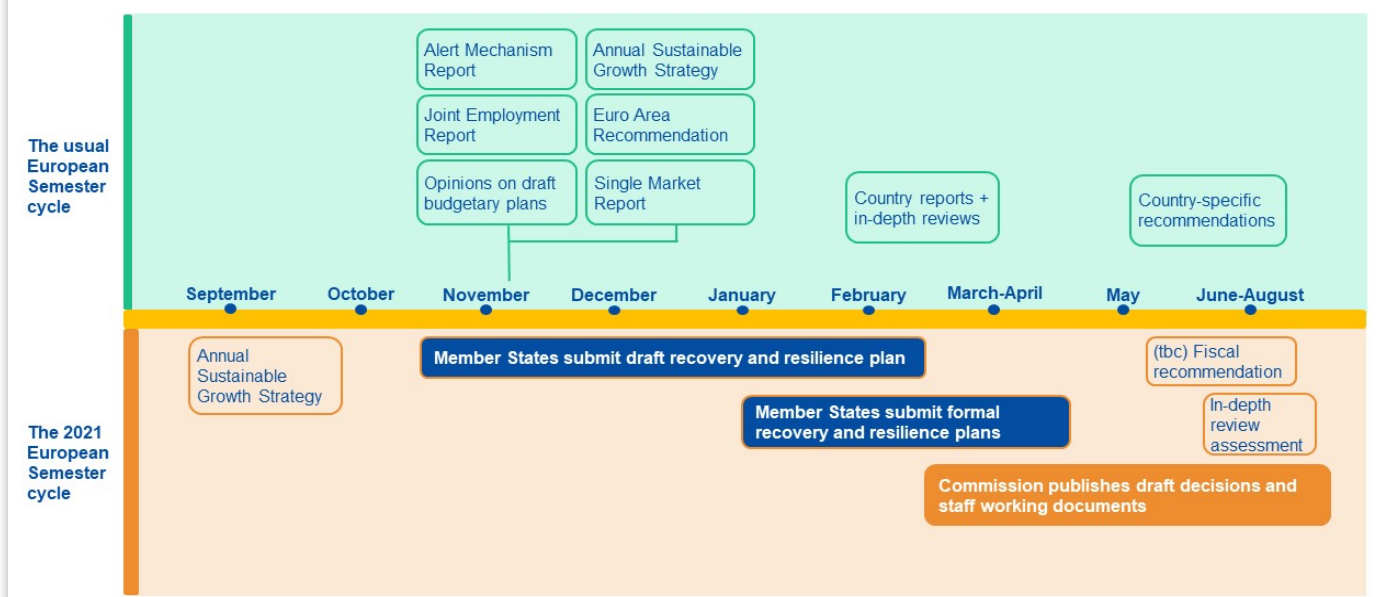 The usual
European
Semester
cycle
Alert Mechanism
Report
Annual Sustainable
Growth Strategy
Joint Employment
Report
Euro Area
Recommendation
Opinions on draft
budgetary plans
Single Market
Report
Country reports +
in-depth reviews
Country-specific
recommendations
September
October
November
December
January
February
March-April
May
June-August
The 2021
European
Semester
cycle
Annual
Sustainable
Growth Strategy
Member States submit draft recovery and resilience plan
Member States submit formal
recovery and resilience plans
(tbc) Fiscal
recommendation
In-depth
review
assessment
Commission publishes draft decisions and
staff working documents